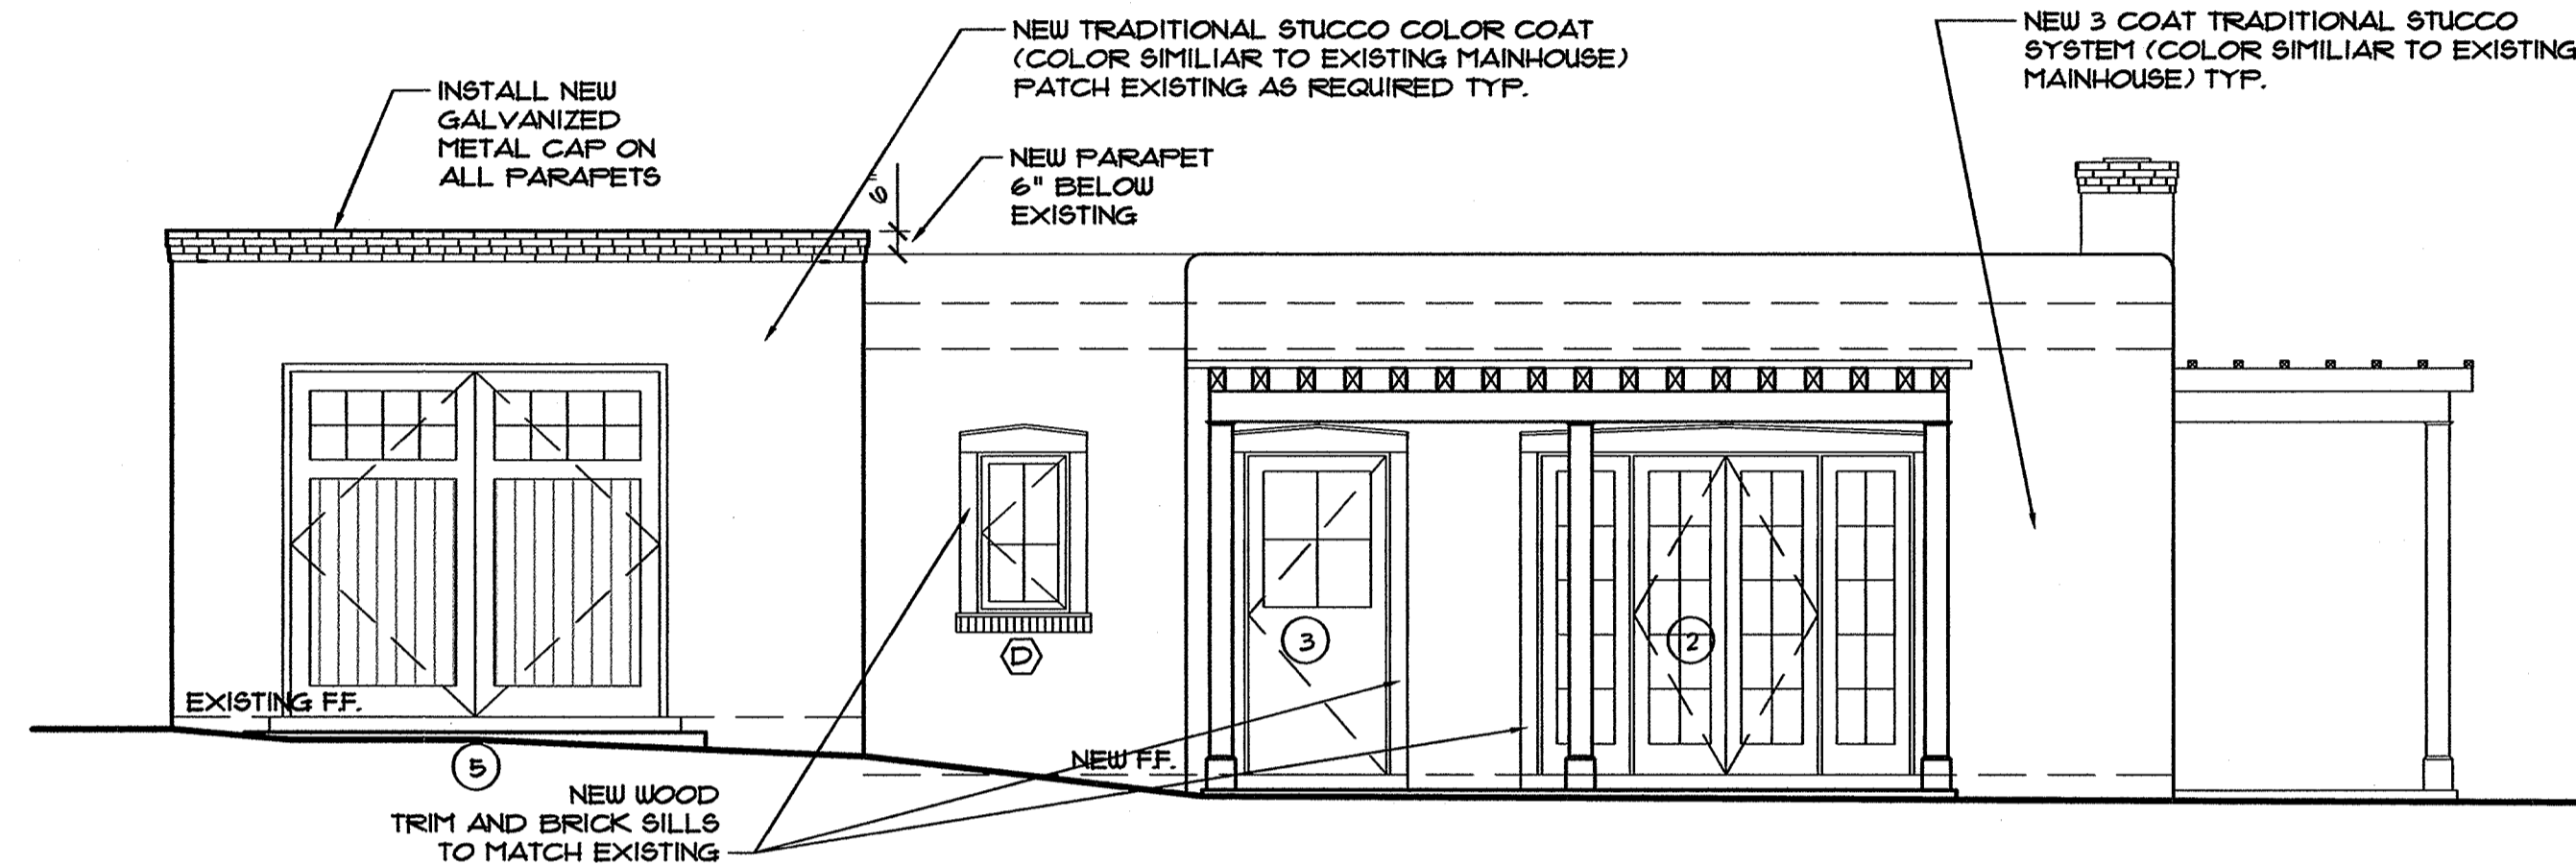 NEW TRADITIONAL STUCCO COLOR COAT
(COLOR SIMILIAR TO EXISTING MAINHOUSE)
PATCH EXISTING AS REQUIRED TYP.
NEW 3 COAT TRADITIONAL STUCCO
SYSTEM (COLOR SIMILIAR TO EXISTING
MAINHOUSE) TYP.
INSTALL NEW
GALVANIZED
METAL CAP ON
ALL PARAPETS
6"
NEW PARAPET
6" BELOW
EXISTING
D
3
2
EXISTING F.F.
5
NEW F.F.
NEW WOOD
TRIM AND BRICK SILLS
TO MATCH EXISTING